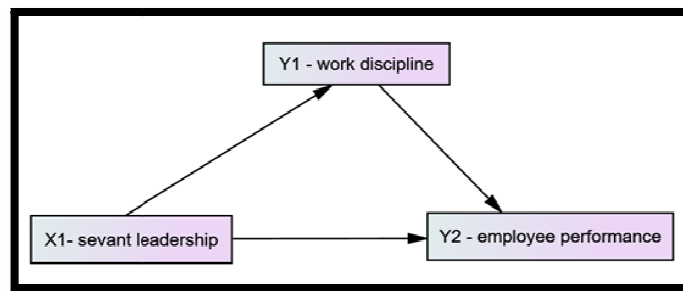 Y1 - work discipline
X1- sevant leadership
Y2 - employee performance